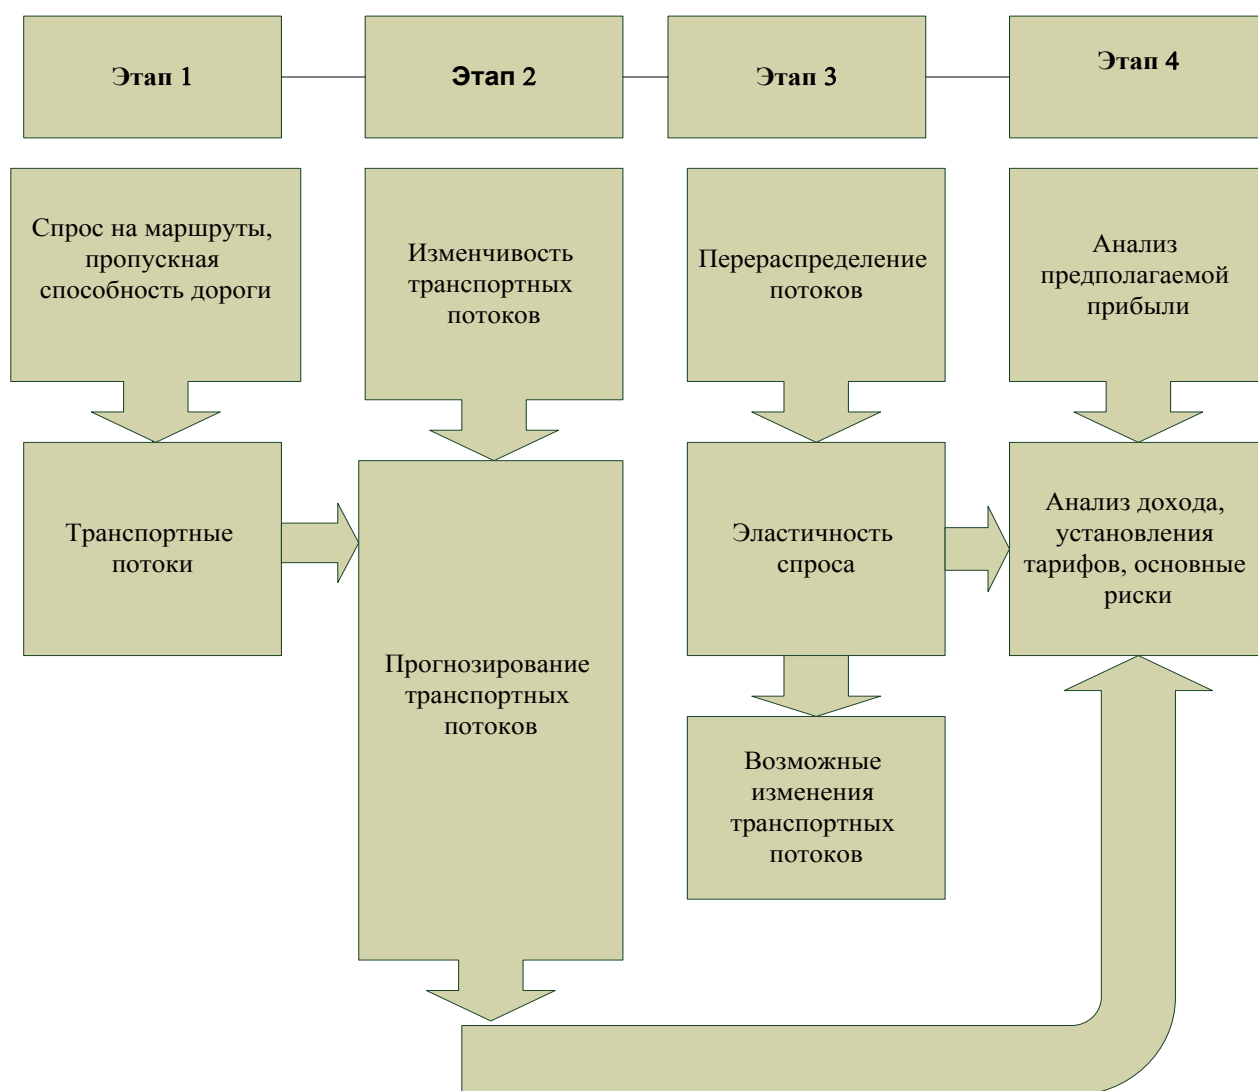 Этап 1
Этап 2
Этап 3
Этап 4
Спрос на маршруты,
пропускная
способность дороги
Изменчивость
транспортных
потоков
Перераспределение
потоков
Анализ
предполагаемой
прибыли
Транспортные
потоки
Прогнозирование
транспортных
потоков
Эластичность
спроса
Анализ дохода,
установления
тарифов, основные
риски
Возможные
изменения
транспортных
потоков